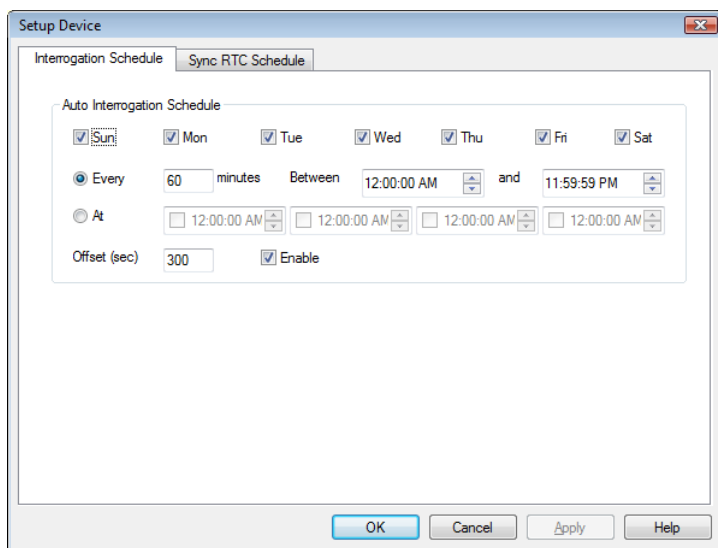 Setup Device
Interrogation Schedule Sync RTC Schedule
Auto Interrogation Schedule
Sun Mon Tue Wed Thu Fri Sat
Every 60 minutes Between 12:00:00 AM and 11:59:59 PM
At 12:00:00 AM 12:00:00 AM 12:00:00 AM 12:00:00 AM
Offset (sec) 300 Enable
OK Cancel Apply Help